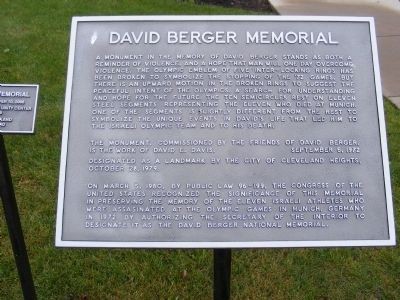 DAVID BERGER MEMORIAL
A MONUMENT IN THE MEMORY OF DAVID BERGER STANDS AS BOTH A
REMINDER OF VIOLENCE AND A HOPE THAT MAN WILL ONE DAY OVERCOME
VIOLENCE. THE OLYMPIC EMBLEM OF FIVE INTERLOCKING RINGS HAS
BEEN BROKEN TO SYMBOLIZE THE STOPPING OF THE '72 GAMES, BUT
THERE IS AN UPWARD MOTION IN THE BROKEN RINGS TO SUGGEST THE
PEACEFUL INTENT OF THE OLYMPICS, A SEARCH FOR UNDERSTANDING
AND HOPE FOR THE FUTURE. THE TEN SEMICIRCLES REST ON ELEVEN
STEEL SEGMENTS REPRESENTING THE ELEVEN WHO DIED AT MUNICH.
ONE OF THE SEGMENTS IS SLIGHTLY DIFFERENT FROM THE REST TO
SYMBOLIZE THE UNIQUE EVENTS IN DAVID'S LIFE THAT LED HIM TO
THE ISRAELI OLYMPIC TEAM AND TO HIS DEATH.
THE MONUMENT, COMMISSIONED BY THE FRIENDS OF DAVID BERGER,
IS THE WORK OF DAVID E. DAVIS. SEPTEMBER 5, 1972
DESIGNATED AS A LANDMARK BY THE CITY OF CLEVELAND HEIGHTS,
OCTOBER 28, 1979.
ON MARCH 5, 1980, BY PUBLIC LAW 96-199, THE CONGRESS OF THE
UNITED STATES RECOGNIZED THE SIGNIFICANCE OF THIS MEMORIAL
IN PRESERVING THE MEMORY OF THE ELEVEN ISRAELI ATHLETES WHO
WERE ASSASSINATED AT THE OLYMPIC GAMES IN MUNICH, GERMANY
IN 1972 BY AUTHORIZING THE SECRETARY OF THE INTERIOR TO
DESIGNATE IT AS THE DAVID BERGER NATIONAL MEMORIAL.
EMORIAL